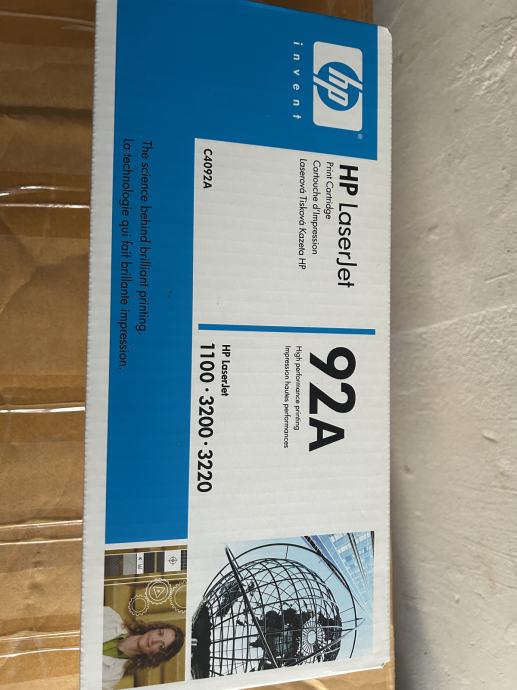 hp
®
invent
HP LaserJet
Print Cartridge
Cartouche d'Impression
Laserová Tisková Kazeta HP
C4092A
92A
High performance printing
Impression hautes performances
HP LaserJet
1100 • 3200 • 3220
The science behind brilliant printing.
La technologie qui fait brillante impression.